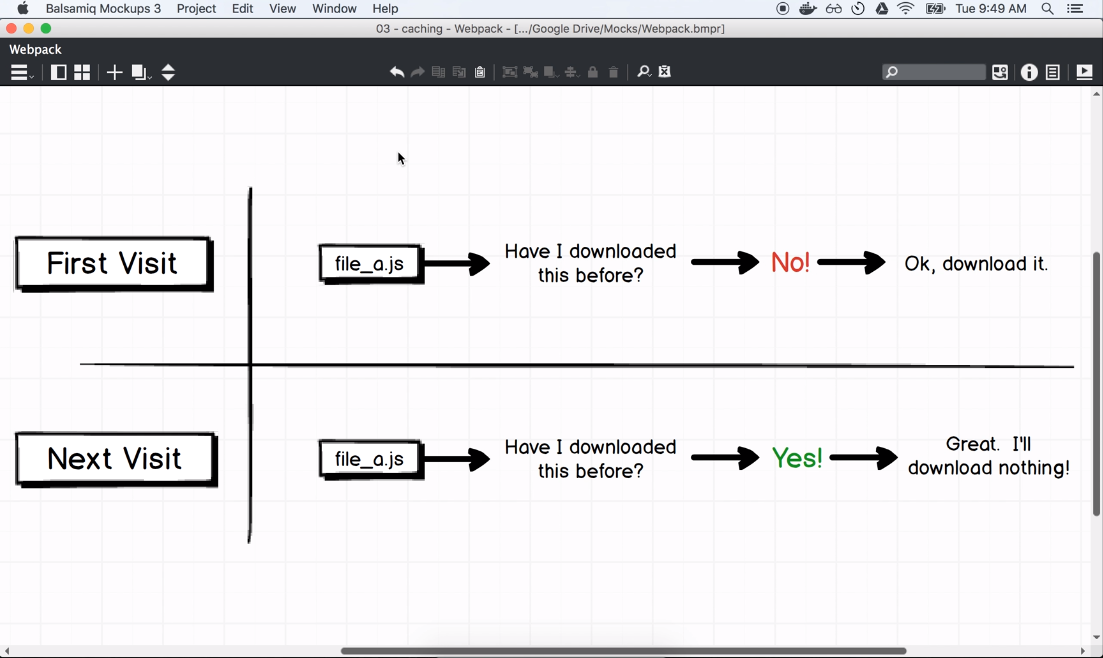 Balsamiq Mockups 3 Project Edit View Window Help Tue 9:49 AM
03 - caching - Webpack - [.../Google Drive/Mocks/Webpack.bmpr]
Webpack
First Visit
file_a.js
Have I downloaded
this before?
No!
Ok, download it.
Next Visit
file_a.js
Have I downloaded
this before?
Yes!
Great. I'll
download nothing!